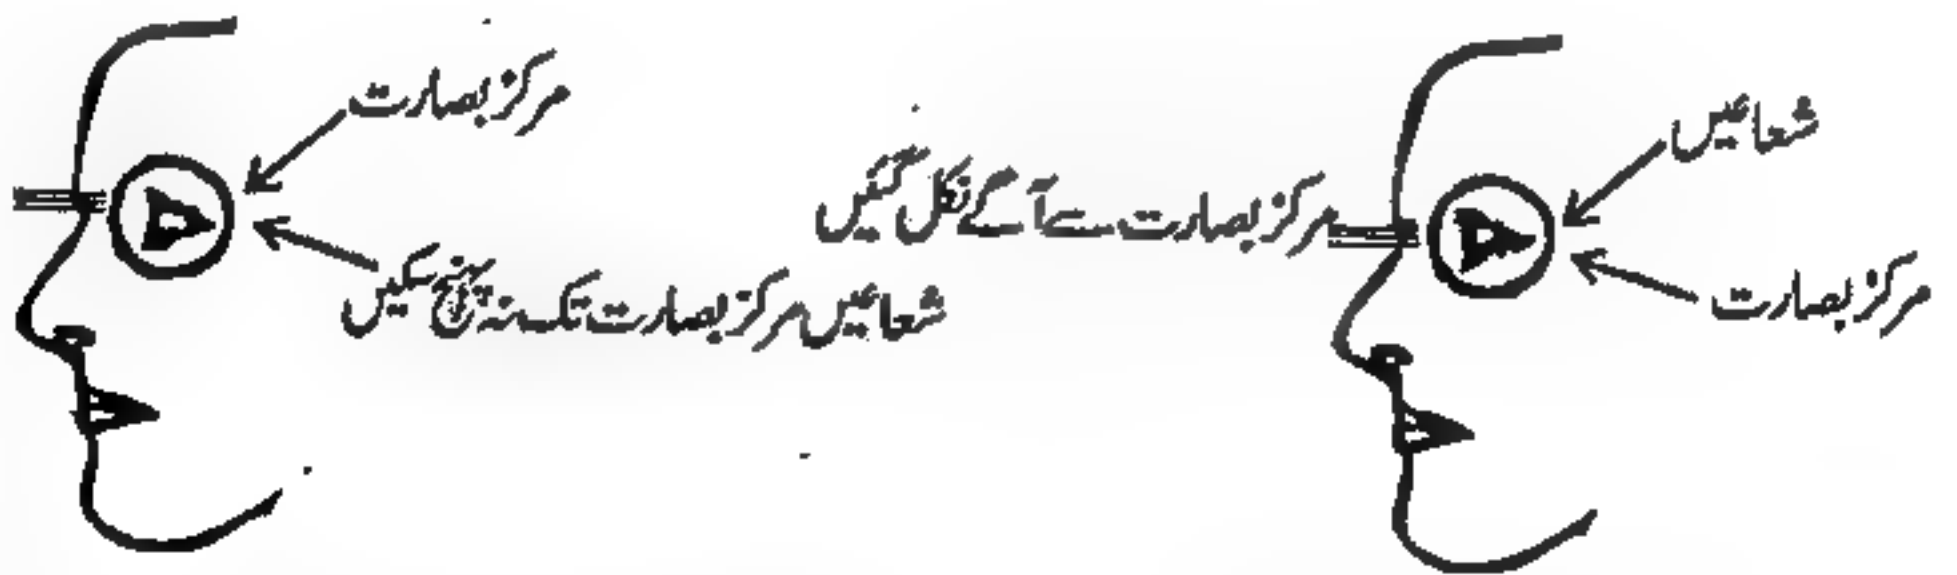 شعاعیں
مرکز بصارت سے آگے نکل گئیں
مرکز بصارت
مرکز بصارت
شعاعیں مرکز بصارت تک نہ پہنچ سکیں